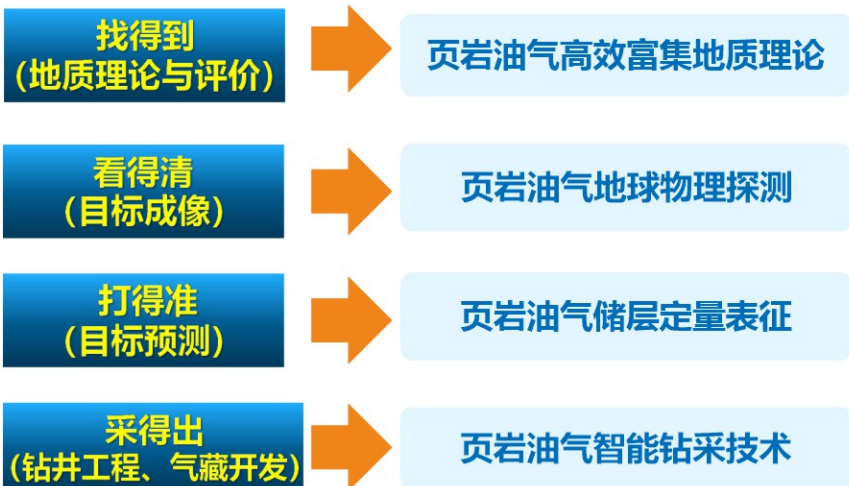 找得到
(地质理论与评价)
页岩油气高效富集地质理论
看得清
(目标成像)
页岩油气地球物理探测
打得准
(目标预测)
页岩油气储层定量表征
采得出
(钻井工程、气藏开发)
页岩油气智能钻采技术